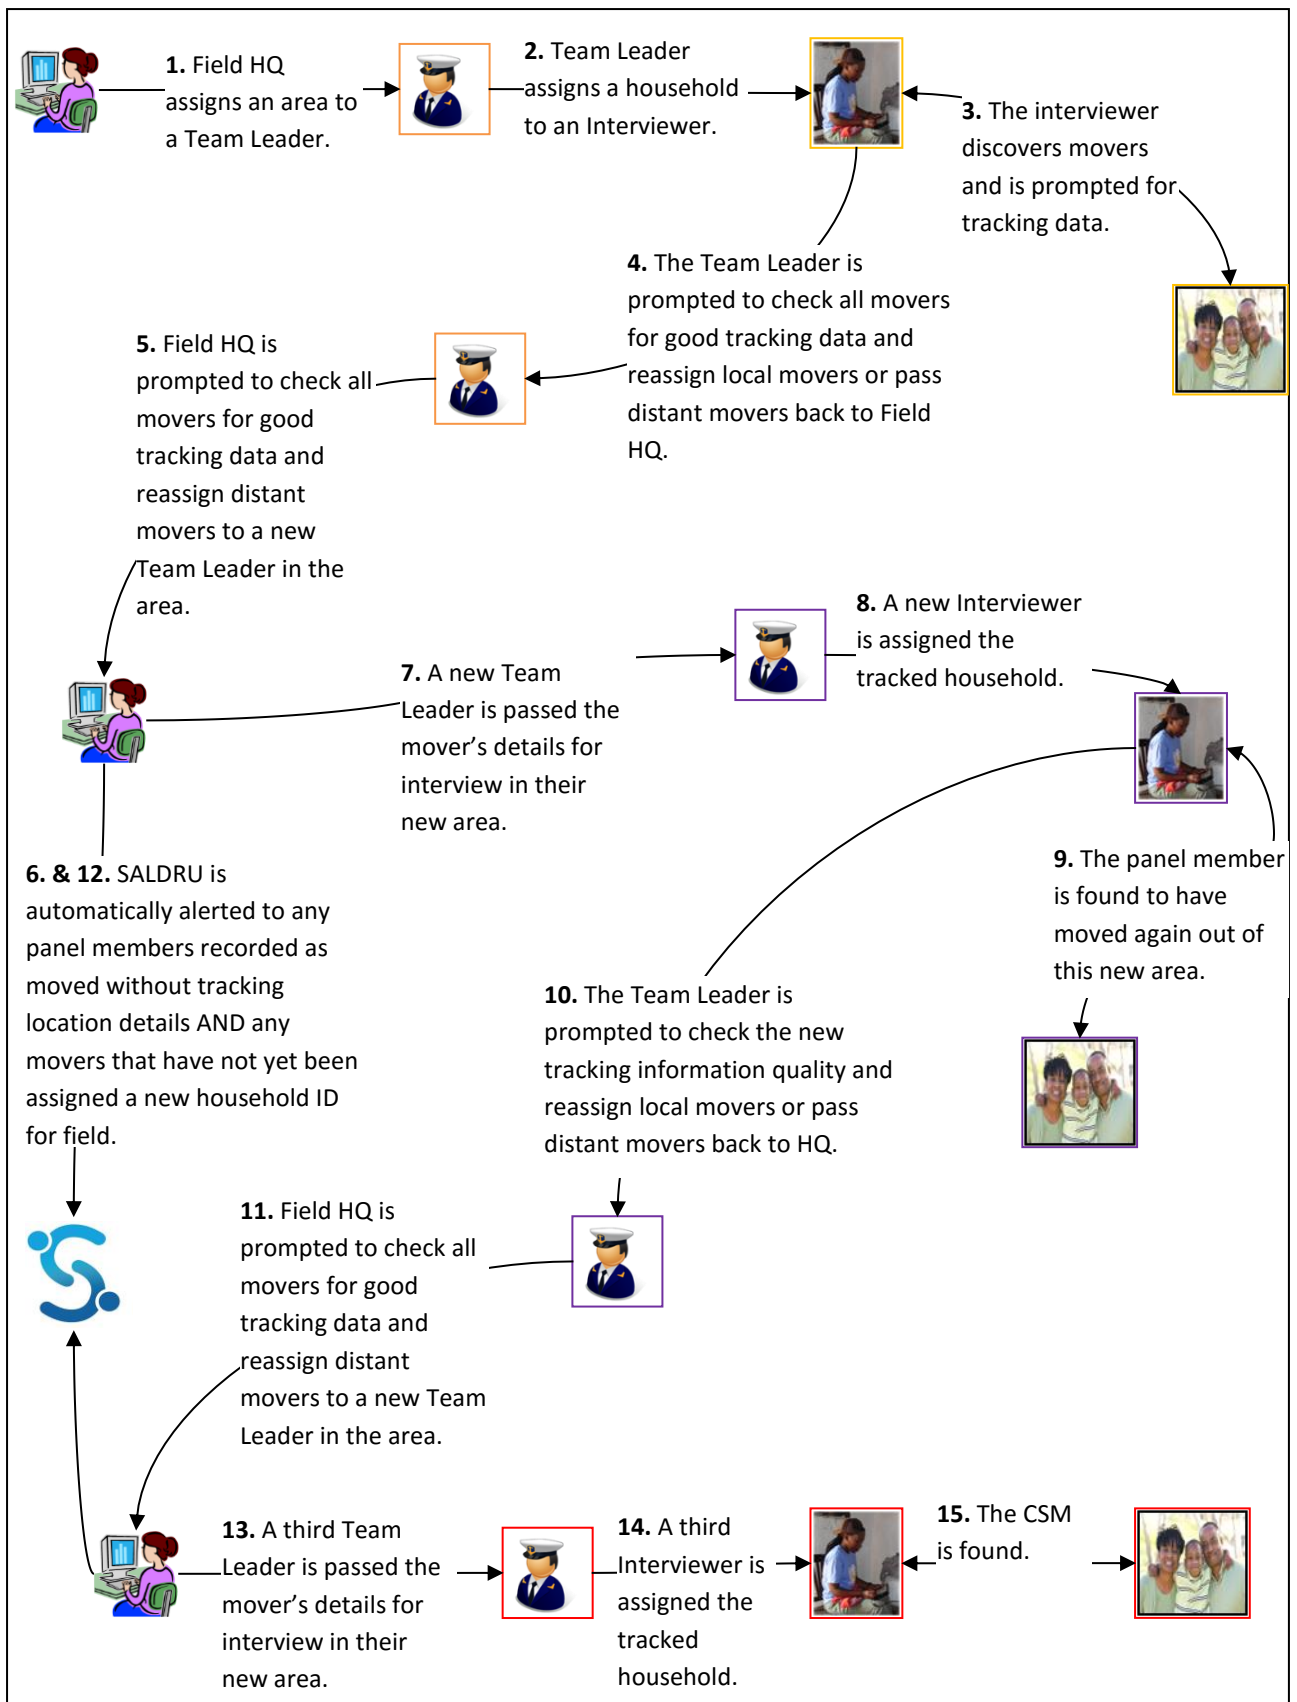 1. Field HQ
assigns an area to
a Team Leader.
2. Team Leader
assigns a household
to an Interviewer.
3. The interviewer
discovers movers
and is prompted for
tracking data.
4. The Team Leader is
prompted to check all movers
for good tracking data and
reassign local movers or pass
distant movers back to Field
HQ.
5. Field HQ is
prompted to check all
movers for good
tracking data and
reassign distant
movers to a new
Team Leader in the
area.
6. & 12. SALDRU is
automatically alerted to any
panel members recorded as
moved without tracking
location details AND any
movers that have not yet been
assigned a new household ID
for field.
7. A new Team
Leader is passed the
mover’s details for
interview in their
new area.
8. A new Interviewer
is assigned the
tracked household.
9. The panel member
is found to have
moved again out of
this new area.
10. The Team Leader is
prompted to check the new
tracking information quality and
reassign local movers or pass
distant movers back to HQ.
11. Field HQ is
prompted to check all
movers for good
tracking data and
reassign distant
movers to a new Team
Leader in the area.
13. A third Team
Leader is passed the
mover’s details for
interview in their
new area.
14. A third
Interviewer is
assigned the
tracked
household.
15. The CSM
is found.